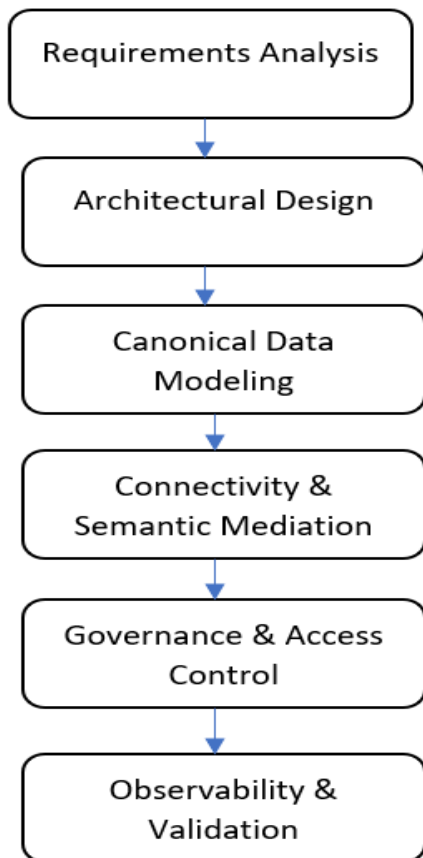 Requirements Analysis
Architectural Design
Canonical Data
Modeling
Connectivity &
Semantic Mediation
Governance & Access
Control
Observability &
Validation